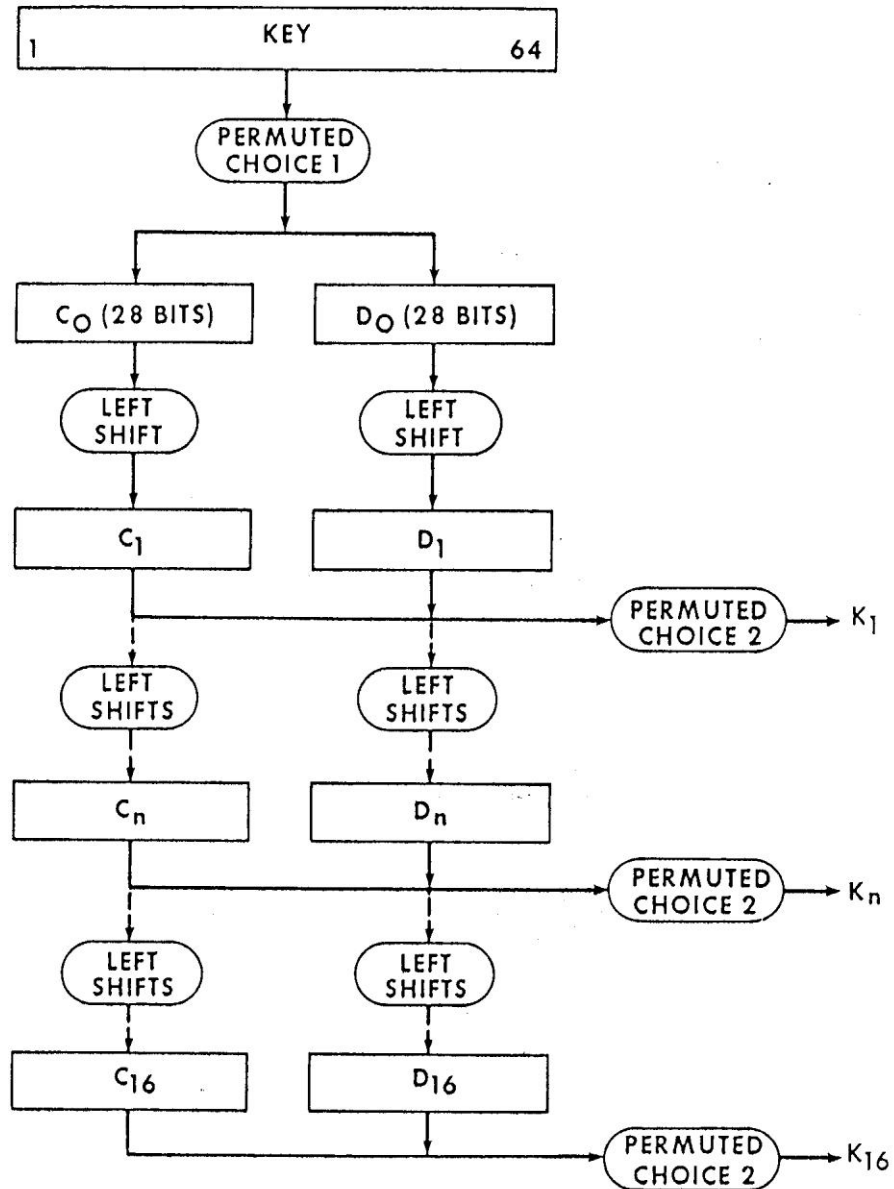 KEY
1 64
PERMUTED
CHOICE 1
C₀ (28 BITS) D₀ (28 BITS)
LEFT
SHIFT
LEFT
SHIFT
C₁ D₁
PERMUTED
CHOICE 2
K₁
LEFT
SHIFTS
LEFT
SHIFTS
Cₙ Dₙ
PERMUTED
CHOICE 2
Kₙ
LEFT
SHIFTS
LEFT
SHIFTS
C₁₆ D₁₆
PERMUTED
CHOICE 2
K₁₆